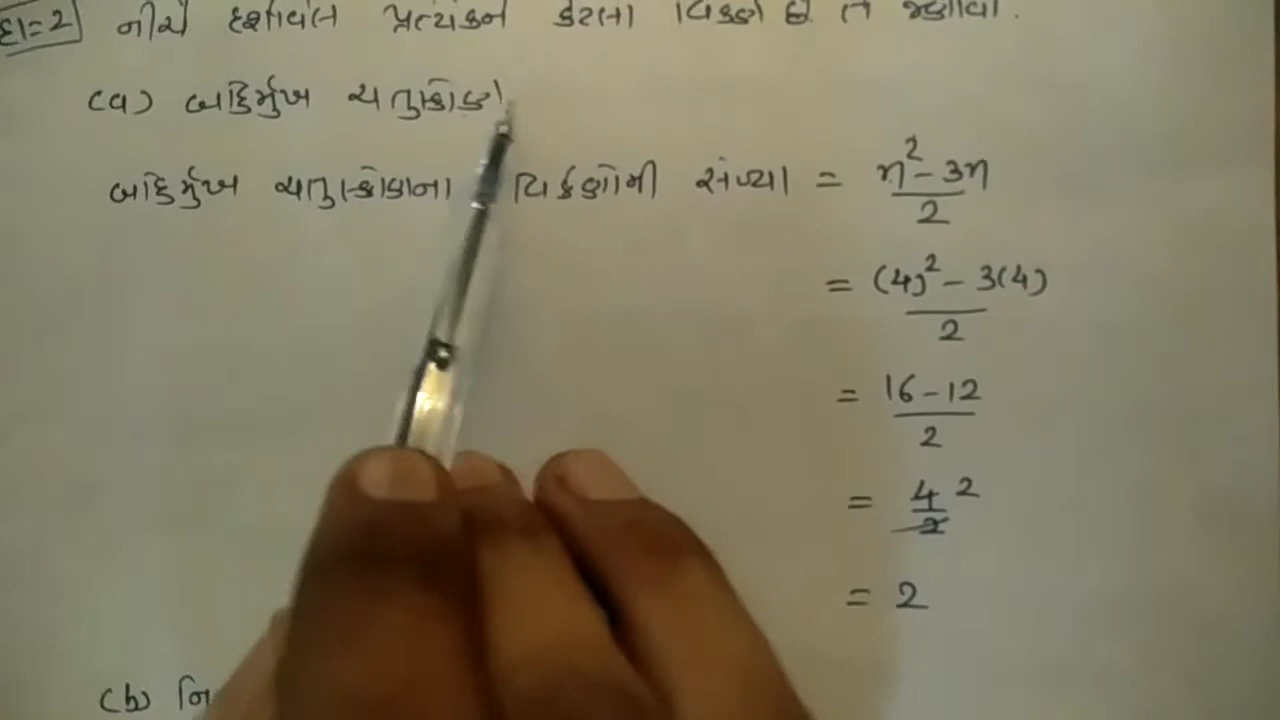 દા=2 નીચે દર્શાવેલ પ્રત્યેકને કેટલા વિકર્ણો છે તે જણાવો.
(a) બહિર્મુખ ચતુષ્કોણ
બહિર્મુખ ચતુષ્કોણના વિકર્ણોની સંખ્યા = n² - 3n / 2
= (4)² - 3(4) / 2
= 16 - 12 / 2
= 4 2 / 2
= 2
(b) નિ